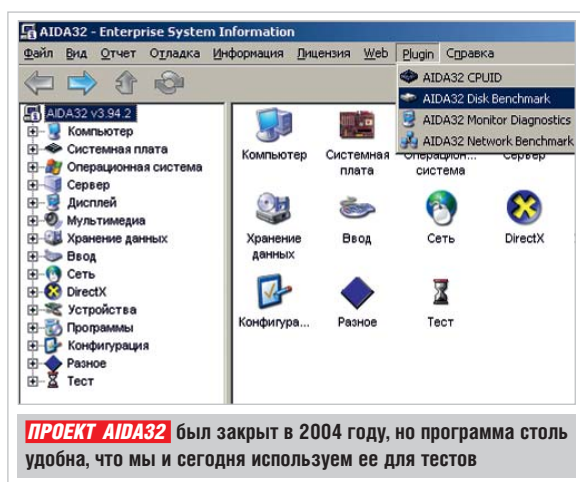 AIDA32 - Enterprise System Information
Файл Вид Отчет Отладка Информация Лицензия Web Plugin Справка
AIDA32 CPUID
AIDA32 Disk Benchmark
AIDA32 Monitor Diagnostics
AIDA32 Network Benchmark
AIDA32 v3.94.2
Компьютер
Системная плата
Операционная система
Сервер
Дисплей
Мультимедиа
Хранение данных
Ввод
Сеть
DirectX
Устройства
Программы
Конфигурация
Разное
Тест
Компьютер
Системная
плата
Операцион...
система
Сервер
Хранение
данных
Ввод
Сеть
DirectX
Конфигура...
Разное
Тест
ПРОЕКТ AIDA32 был закрыт в 2004 году, но программа столь
удобна, что мы и сегодня используем ее для тестов